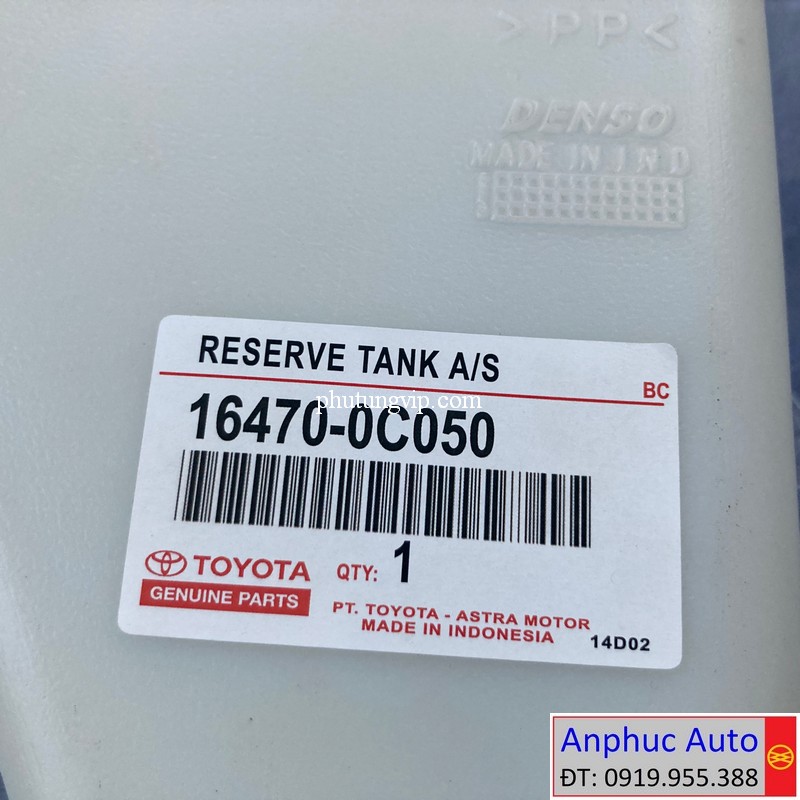 >PP<
DENSO
MADE IN IND
RESERVE TANK A/S
BC
16470-0C050
phutungvip.com
TOYOTA
QTY: 1
GENUINE PARTS
PT. TOYOTA - ASTRA MOTOR
MADE IN INDONESIA
14D02
Anphuc Auto
ĐT: 0919.955.388